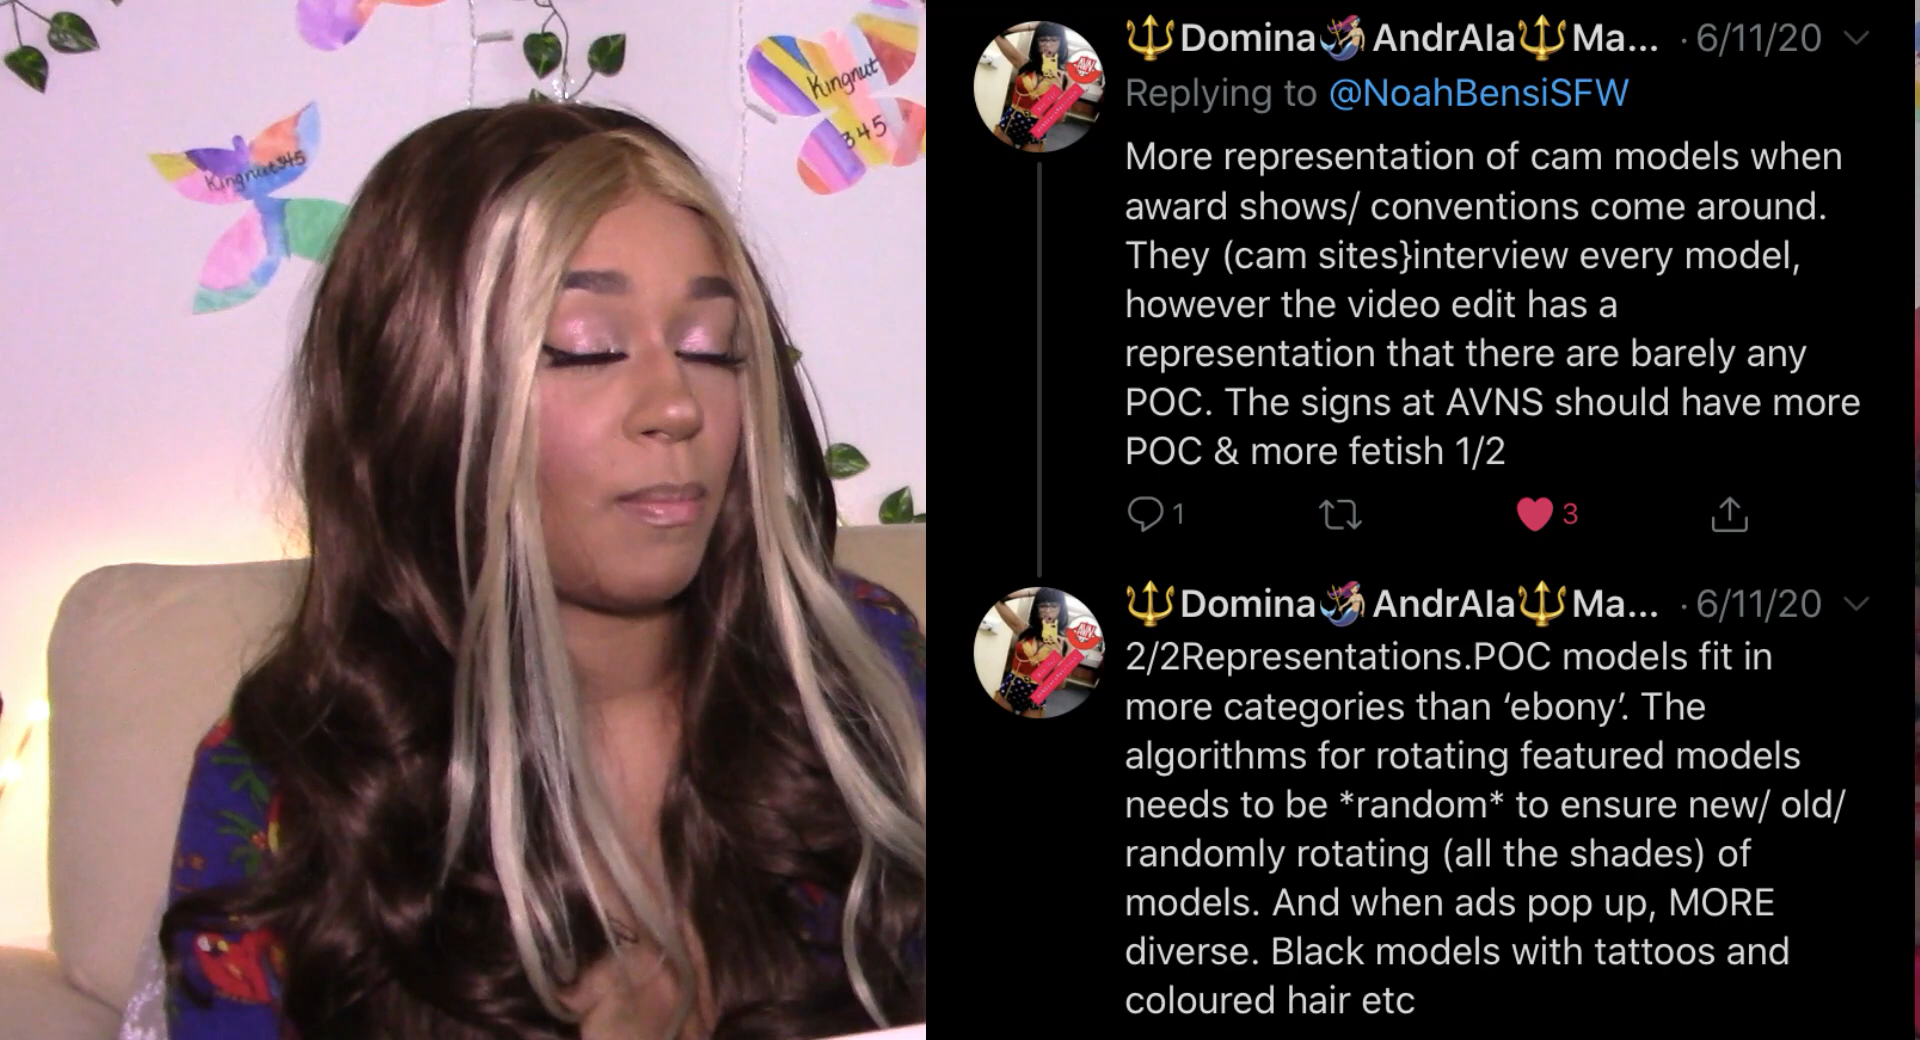 Kingnut
345
Kingnut345
🔱Domina🧜🏽‍♀️AndrAla🔱Ma... · 6/11/20
Replying to @NoahBensiSFW
More representation of cam models when
award shows/ conventions come around.
They (cam sites}interview every model,
however the video edit has a
representation that there are barely any
POC. The signs at AVNS should have more
POC & more fetish 1/2
1
3
🔱Domina🧜🏽‍♀️AndrAla🔱Ma... · 6/11/20
2/2Representations.POC models fit in
more categories than ‘ebony’. The
algorithms for rotating featured models
needs to be *random* to ensure new/ old/
randomly rotating (all the shades) of
models. And when ads pop up, MORE
diverse. Black models with tattoos and
coloured hair etc